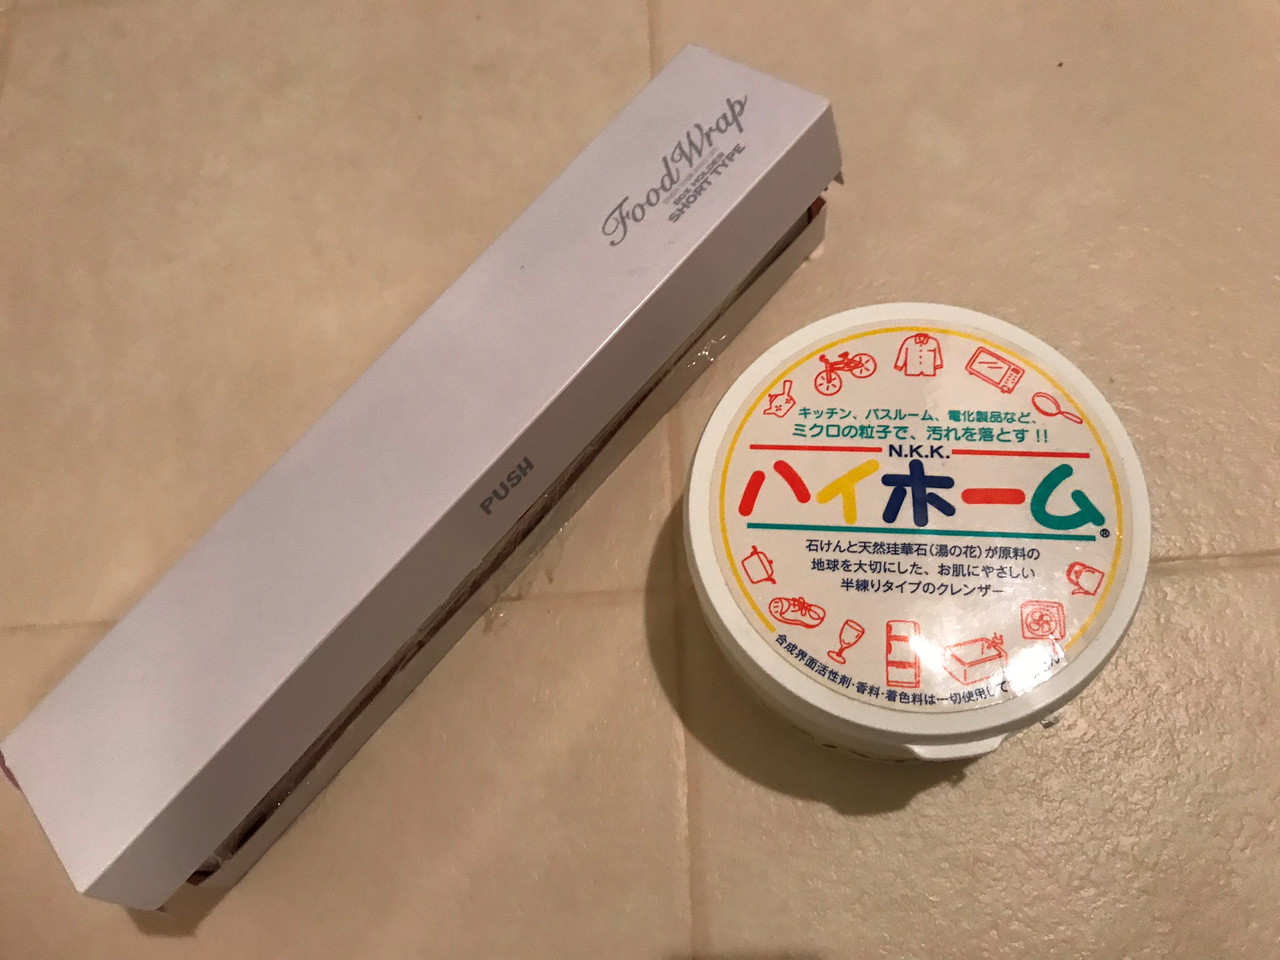 FoodWrap
BOX HOLDER
SHORT TYPE
PUSH
キッチン、バスルーム、電化製品など、
ミクロの粒子で、汚れを落とす!!
N.K.K.
ハイホーム®
石けんと天然珪華石(湯の花)が原料の
地球を大切にした、お肌にやさしい
半練りタイプのクレンザー
合成界面活性剤・香料・着色料は一切使用して